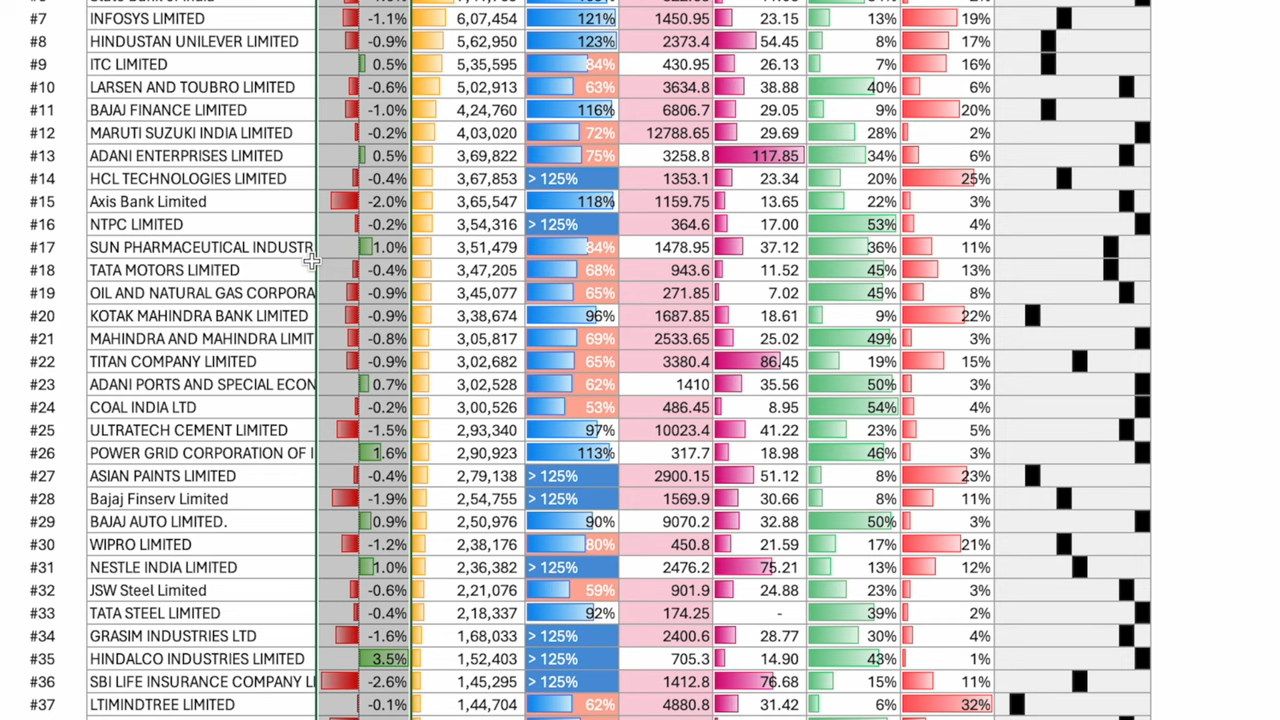 #7 INFOSYS LIMITED -1.1% 6,07,454 121% 1450.95 23.15 13% 19%
#8 HINDUSTAN UNILEVER LIMITED -0.9% 5,62,950 123% 2373.4 54.45 8% 17%
#9 ITC LIMITED 0.5% 5,35,595 84% 430.95 26.13 7% 16%
#10 LARSEN AND TOUBRO LIMITED -0.6% 5,02,913 63% 3634.8 38.88 40% 6%
#11 BAJAJ FINANCE LIMITED -1.0% 4,24,760 116% 6806.7 29.05 9% 20%
#12 MARUTI SUZUKI INDIA LIMITED -0.2% 4,03,020 72% 12788.65 29.69 28% 2%
#13 ADANI ENTERPRISES LIMITED 0.5% 3,69,822 75% 3258.8 117.85 34% 6%
#14 HCL TECHNOLOGIES LIMITED -0.4% 3,67,853 > 125% 1353.1 23.34 20% 25%
#15 Axis Bank Limited -2.0% 3,65,547 118% 1159.75 13.65 22% 3%
#16 NTPC LIMITED -0.2% 3,54,316 > 125% 364.6 17.00 53% 4%
#17 SUN PHARMACEUTICAL INDUSTR 1.0% 3,51,479 84% 1478.95 37.12 36% 11%
#18 TATA MOTORS LIMITED -0.4% 3,47,205 68% 943.6 11.52 45% 13%
#19 OIL AND NATURAL GAS CORPORA -0.9% 3,45,077 65% 271.85 7.02 45% 8%
#20 KOTAK MAHINDRA BANK LIMITED -0.9% 3,38,674 96% 1687.85 18.61 9% 22%
#21 MAHINDRA AND MAHINDRA LIMIT -0.8% 3,05,817 69% 2533.65 25.02 49% 3%
#22 TITAN COMPANY LIMITED -0.9% 3,02,682 65% 3380.4 86.45 19% 15%
#23 ADANI PORTS AND SPECIAL ECON 0.7% 3,02,528 62% 1410 35.56 50% 3%
#24 COAL INDIA LTD -0.2% 3,00,526 53% 486.45 8.95 54% 4%
#25 ULTRATECH CEMENT LIMITED -1.5% 2,93,340 97% 10023.4 41.22 23% 5%
#26 POWER GRID CORPORATION OF I 1.6% 2,90,923 113% 317.7 18.98 46% 3%
#27 ASIAN PAINTS LIMITED -0.4% 2,79,138 > 125% 2900.15 51.12 8% 23%
#28 Bajaj Finserv Limited -1.9% 2,54,755 > 125% 1569.9 30.66 8% 11%
#29 BAJAJ AUTO LIMITED. 0.9% 2,50,976 90% 9070.2 32.88 50% 3%
#30 WIPRO LIMITED -1.2% 2,38,176 80% 450.8 21.59 17% 21%
#31 NESTLE INDIA LIMITED 1.0% 2,36,382 > 125% 2476.2 75.21 13% 12%
#32 JSW Steel Limited -0.6% 2,21,076 59% 901.9 24.88 23% 3%
#33 TATA STEEL LIMITED -0.4% 2,18,337 92% 174.25 - 39% 2%
#34 GRASIM INDUSTRIES LTD -1.6% 1,68,033 > 125% 2400.6 28.77 30% 4%
#35 HINDALCO INDUSTRIES LIMITED 3.5% 1,52,403 > 125% 705.3 14.90 43% 1%
#36 SBI LIFE INSURANCE COMPANY LI -2.6% 1,45,295 > 125% 1412.8 76.68 15% 11%
#37 LTIMINDTREE LIMITED -0.1% 1,44,704 62% 4880.8 31.42 6% 32%